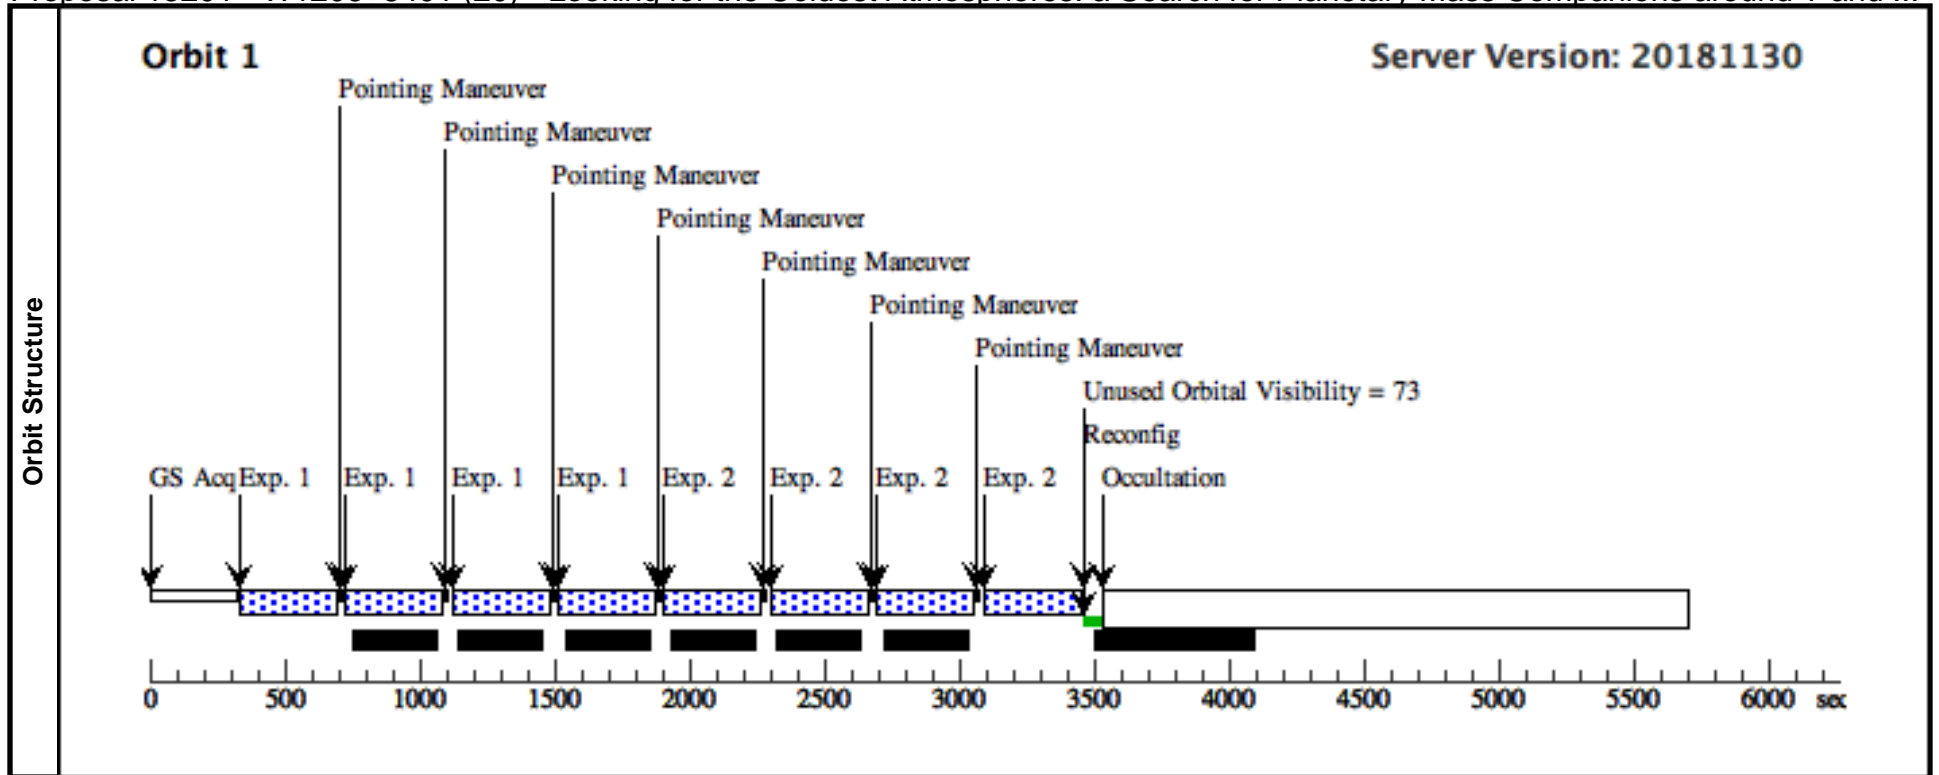 Orbit 1
Server Version: 20181130
Pointing Maneuver
Pointing Maneuver
Pointing Maneuver
Pointing Maneuver
Pointing Maneuver
Pointing Maneuver
Pointing Maneuver
Unused Orbital Visibility = 73
Reconfig
GS Acq Exp. 1 Exp. 1 Exp. 1 Exp. 1 Exp. 2 Exp. 2 Exp. 2 Exp. 2 Occultation
0 500 1000 1500 2000 2500 3000 3500 4000 4500 5000 5500 6000 sec
Orbit Structure